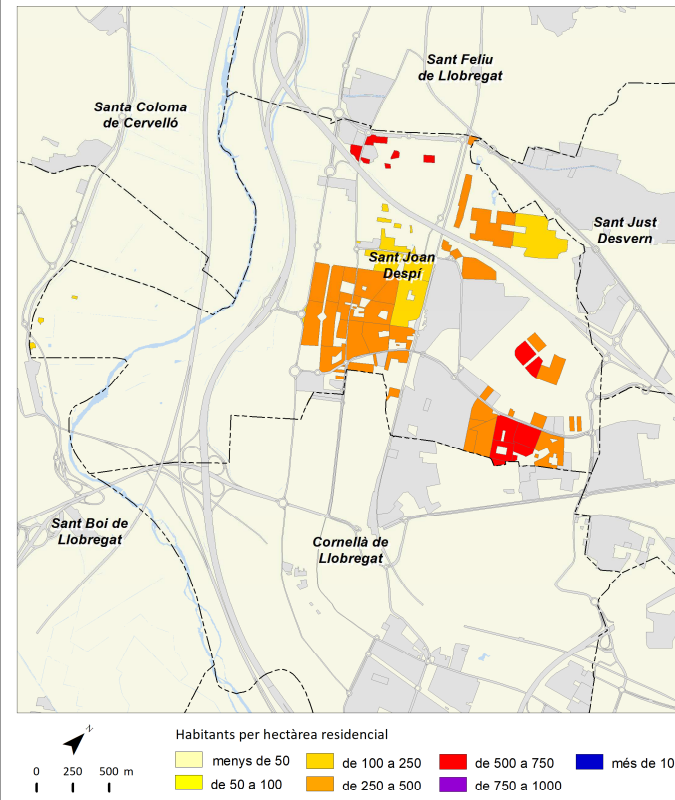 Sant Feliu
de Llobregat
Santa Coloma
de Cervelló
Sant Just
Desvern
Sant Joan
Despí
Sant Boi de
Llobregat
Cornellà de
Llobregat
N
0 250 500 m
Habitants per hectàrea residencial
menys de 50
de 50 a 100
de 100 a 250
de 250 a 500
de 500 a 750
de 750 a 1000
més de 10